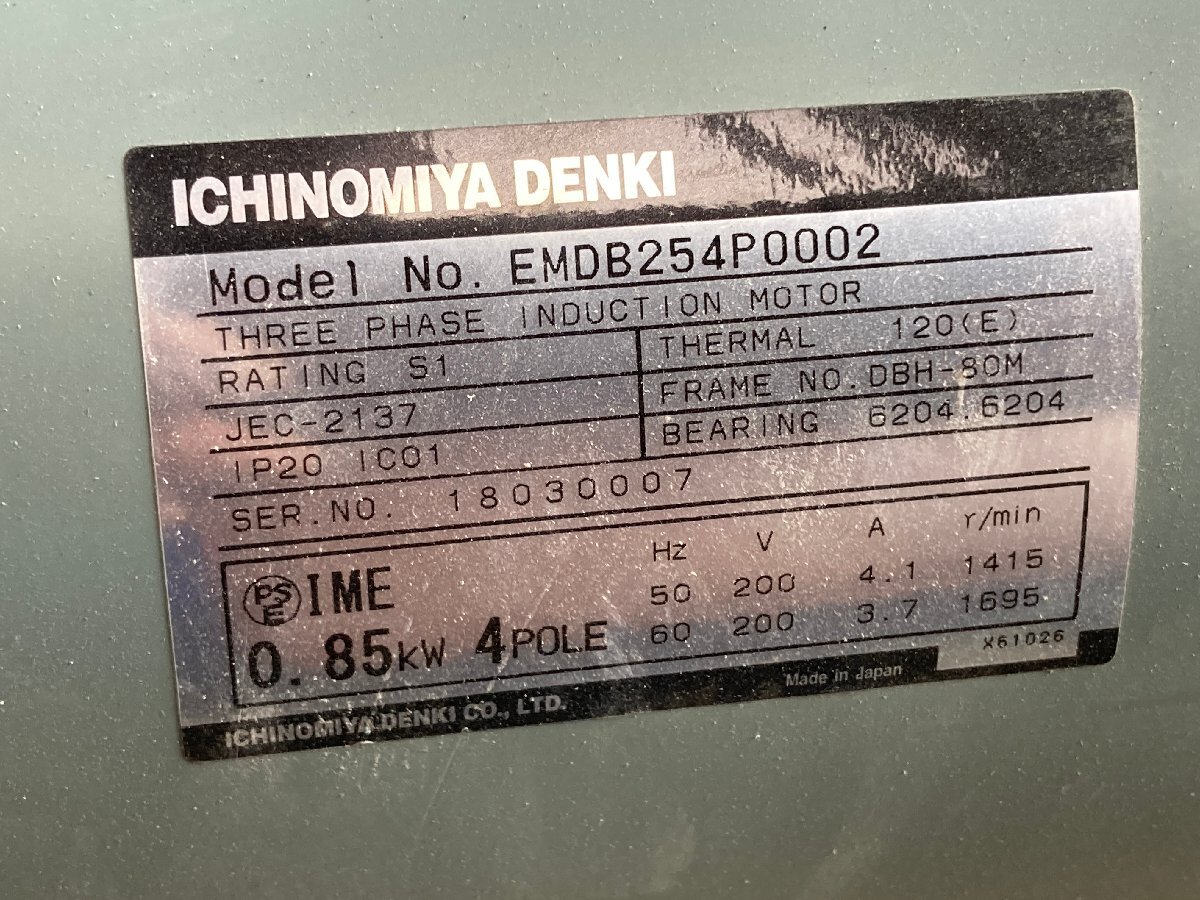 ICHINOMIYA DENKI
Model No. EMDB254P0002
THREE PHASE INDUCTION MOTOR
RATING S1
THERMAL 120(E)
JEC-2137
FRAME NO.DBH-80M
IP20 IC01
BEARING 6204.6204
SER.NO. 18030007
Hz V A r/min
PSE IME
50 200 4.1 1415
0.85kW 4POLE
60 200 3.7 1695
X61026
Made in Japan
ICHINOMIYA DENKI CO., LTD.